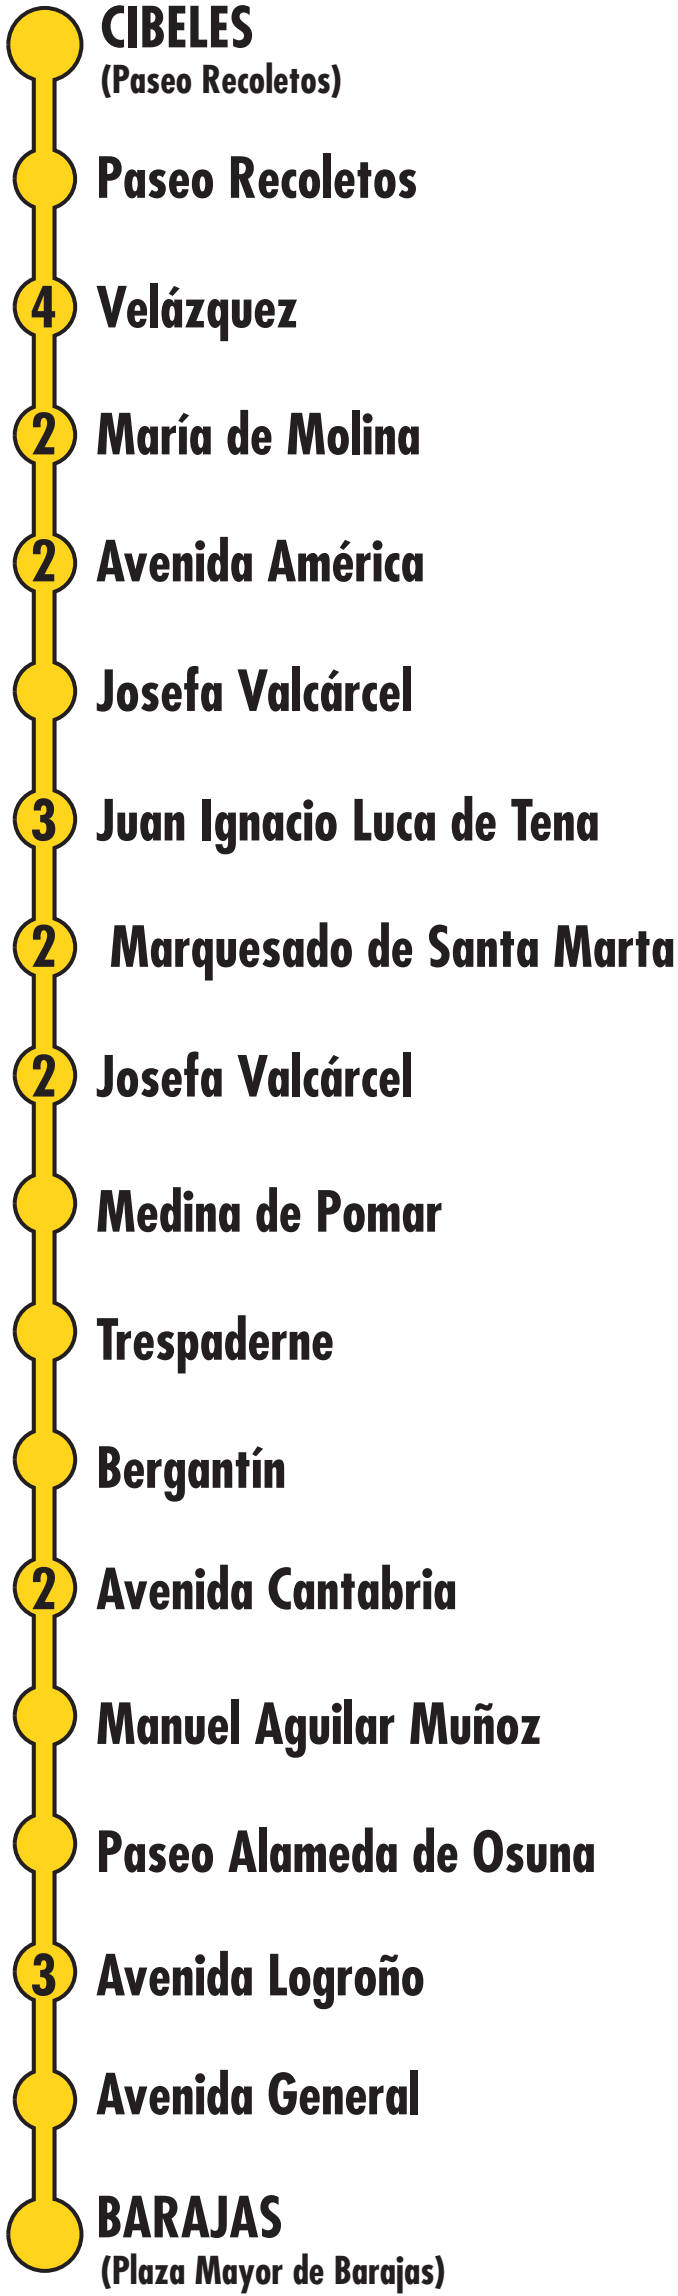 CIBELES
(Paseo Recoletos)
Paseo Recoletos
4 Velázquez
2 María de Molina
2 Avenida América
Josefa Valcárcel
3 Juan Ignacio Luca de Tena
2 Marquesado de Santa Marta
2 Josefa Valcárcel
Medina de Pomar
Trespaderne
Bergantín
2 Avenida Cantabria
Manuel Aguilar Muñoz
Paseo Alameda de Osuna
3 Avenida Logroño
Avenida General
BARAJAS
(Plaza Mayor de Barajas)